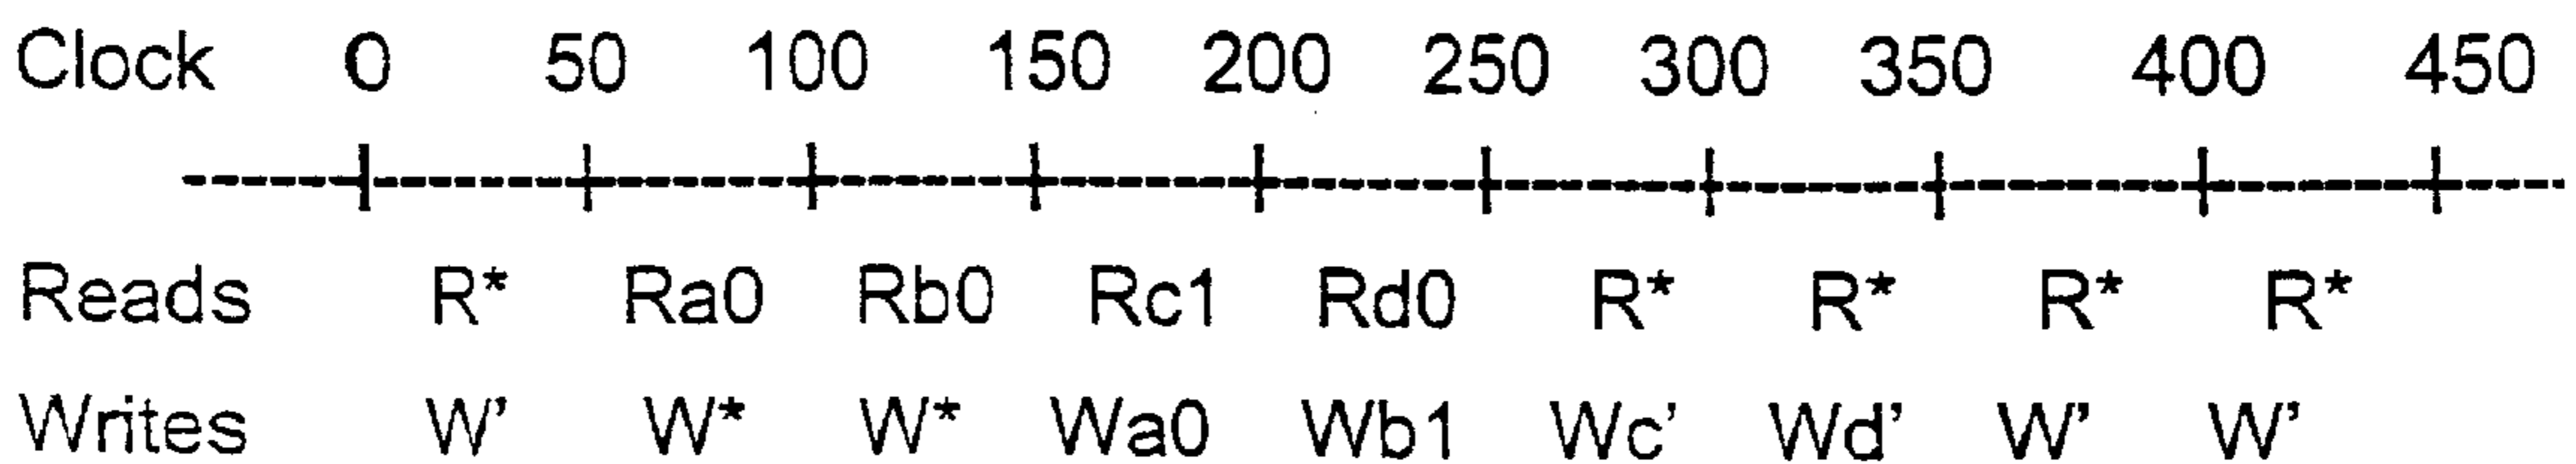 Clock 0 50 100 150 200 250 300 350 400 450
Reads R* Ra0 Rb0 Rc1 Rd0 R* R* R* R*
Writes W' W* W* Wa0 Wb1 Wc' Wd' W' W'